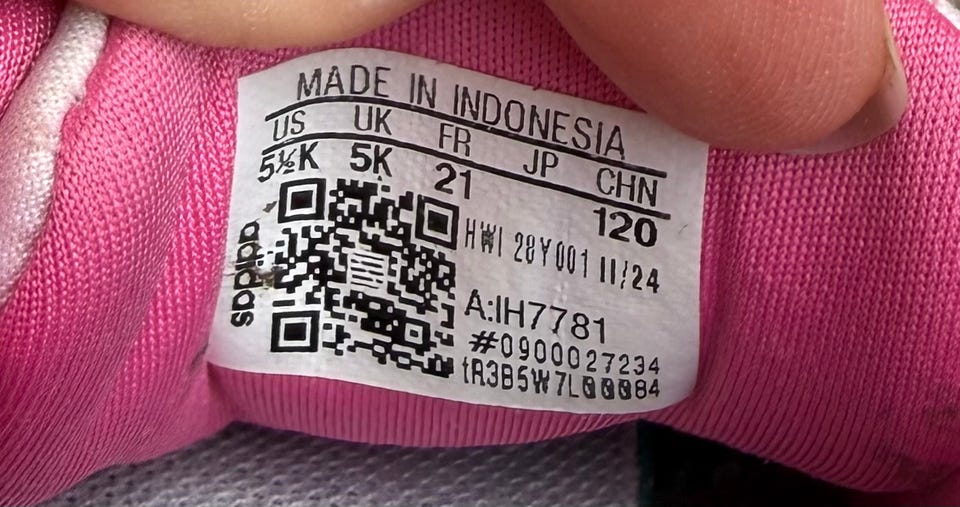 MADE IN INDONESIA
US UK FR JP CHN
5½K 5K 21 120
adidas
HWI 28Y001 11/24
A:IH7781
#0900027234
tR3B5W7L00084